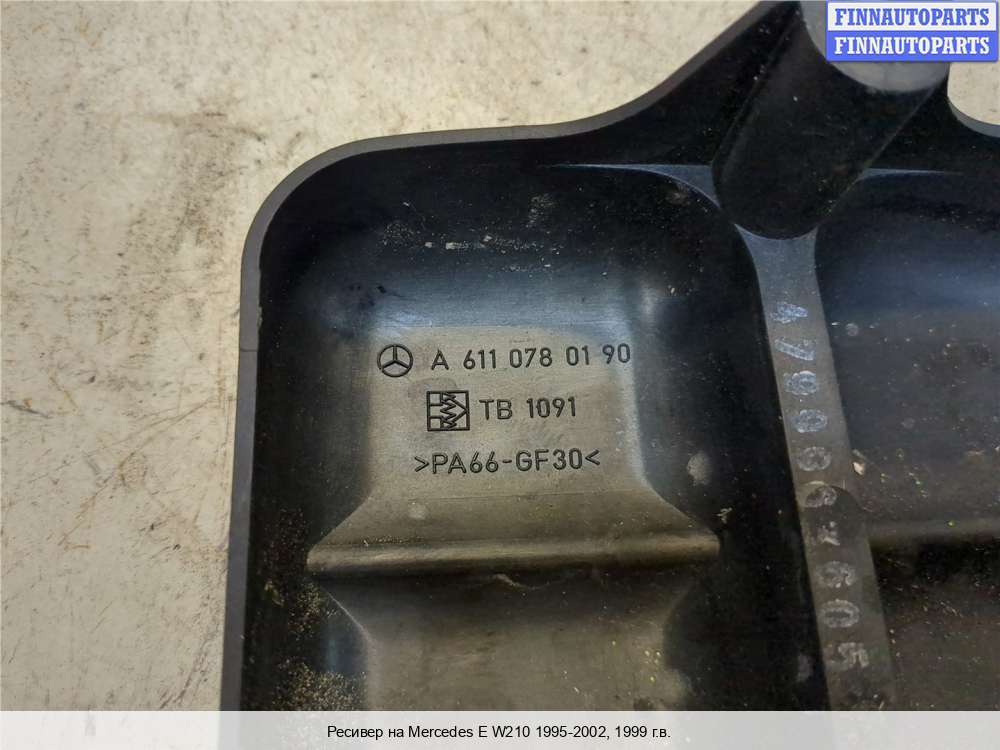 FINNAUTOPARTS
FINNAUTOPARTS
A 611 078 01 90
TB 1091
>PA66-GF30<
Ресивер на Mercedes E W210 1995-2002, 1999 г.в.